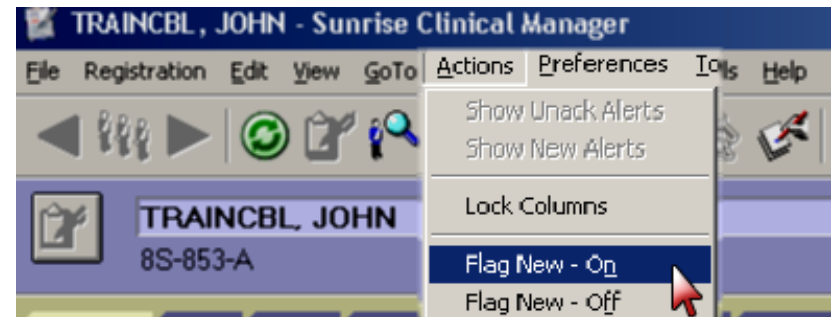 TRAINCBL, JOHN - Sunrise Clinical Manager
File Registration Edit View GoTo Actions Preferences Help
Show Unack Alerts
Show New Alerts
Lock Columns
TRAINCBL, JOHN
8S-853-A
Flag New - On
Flag New - Off